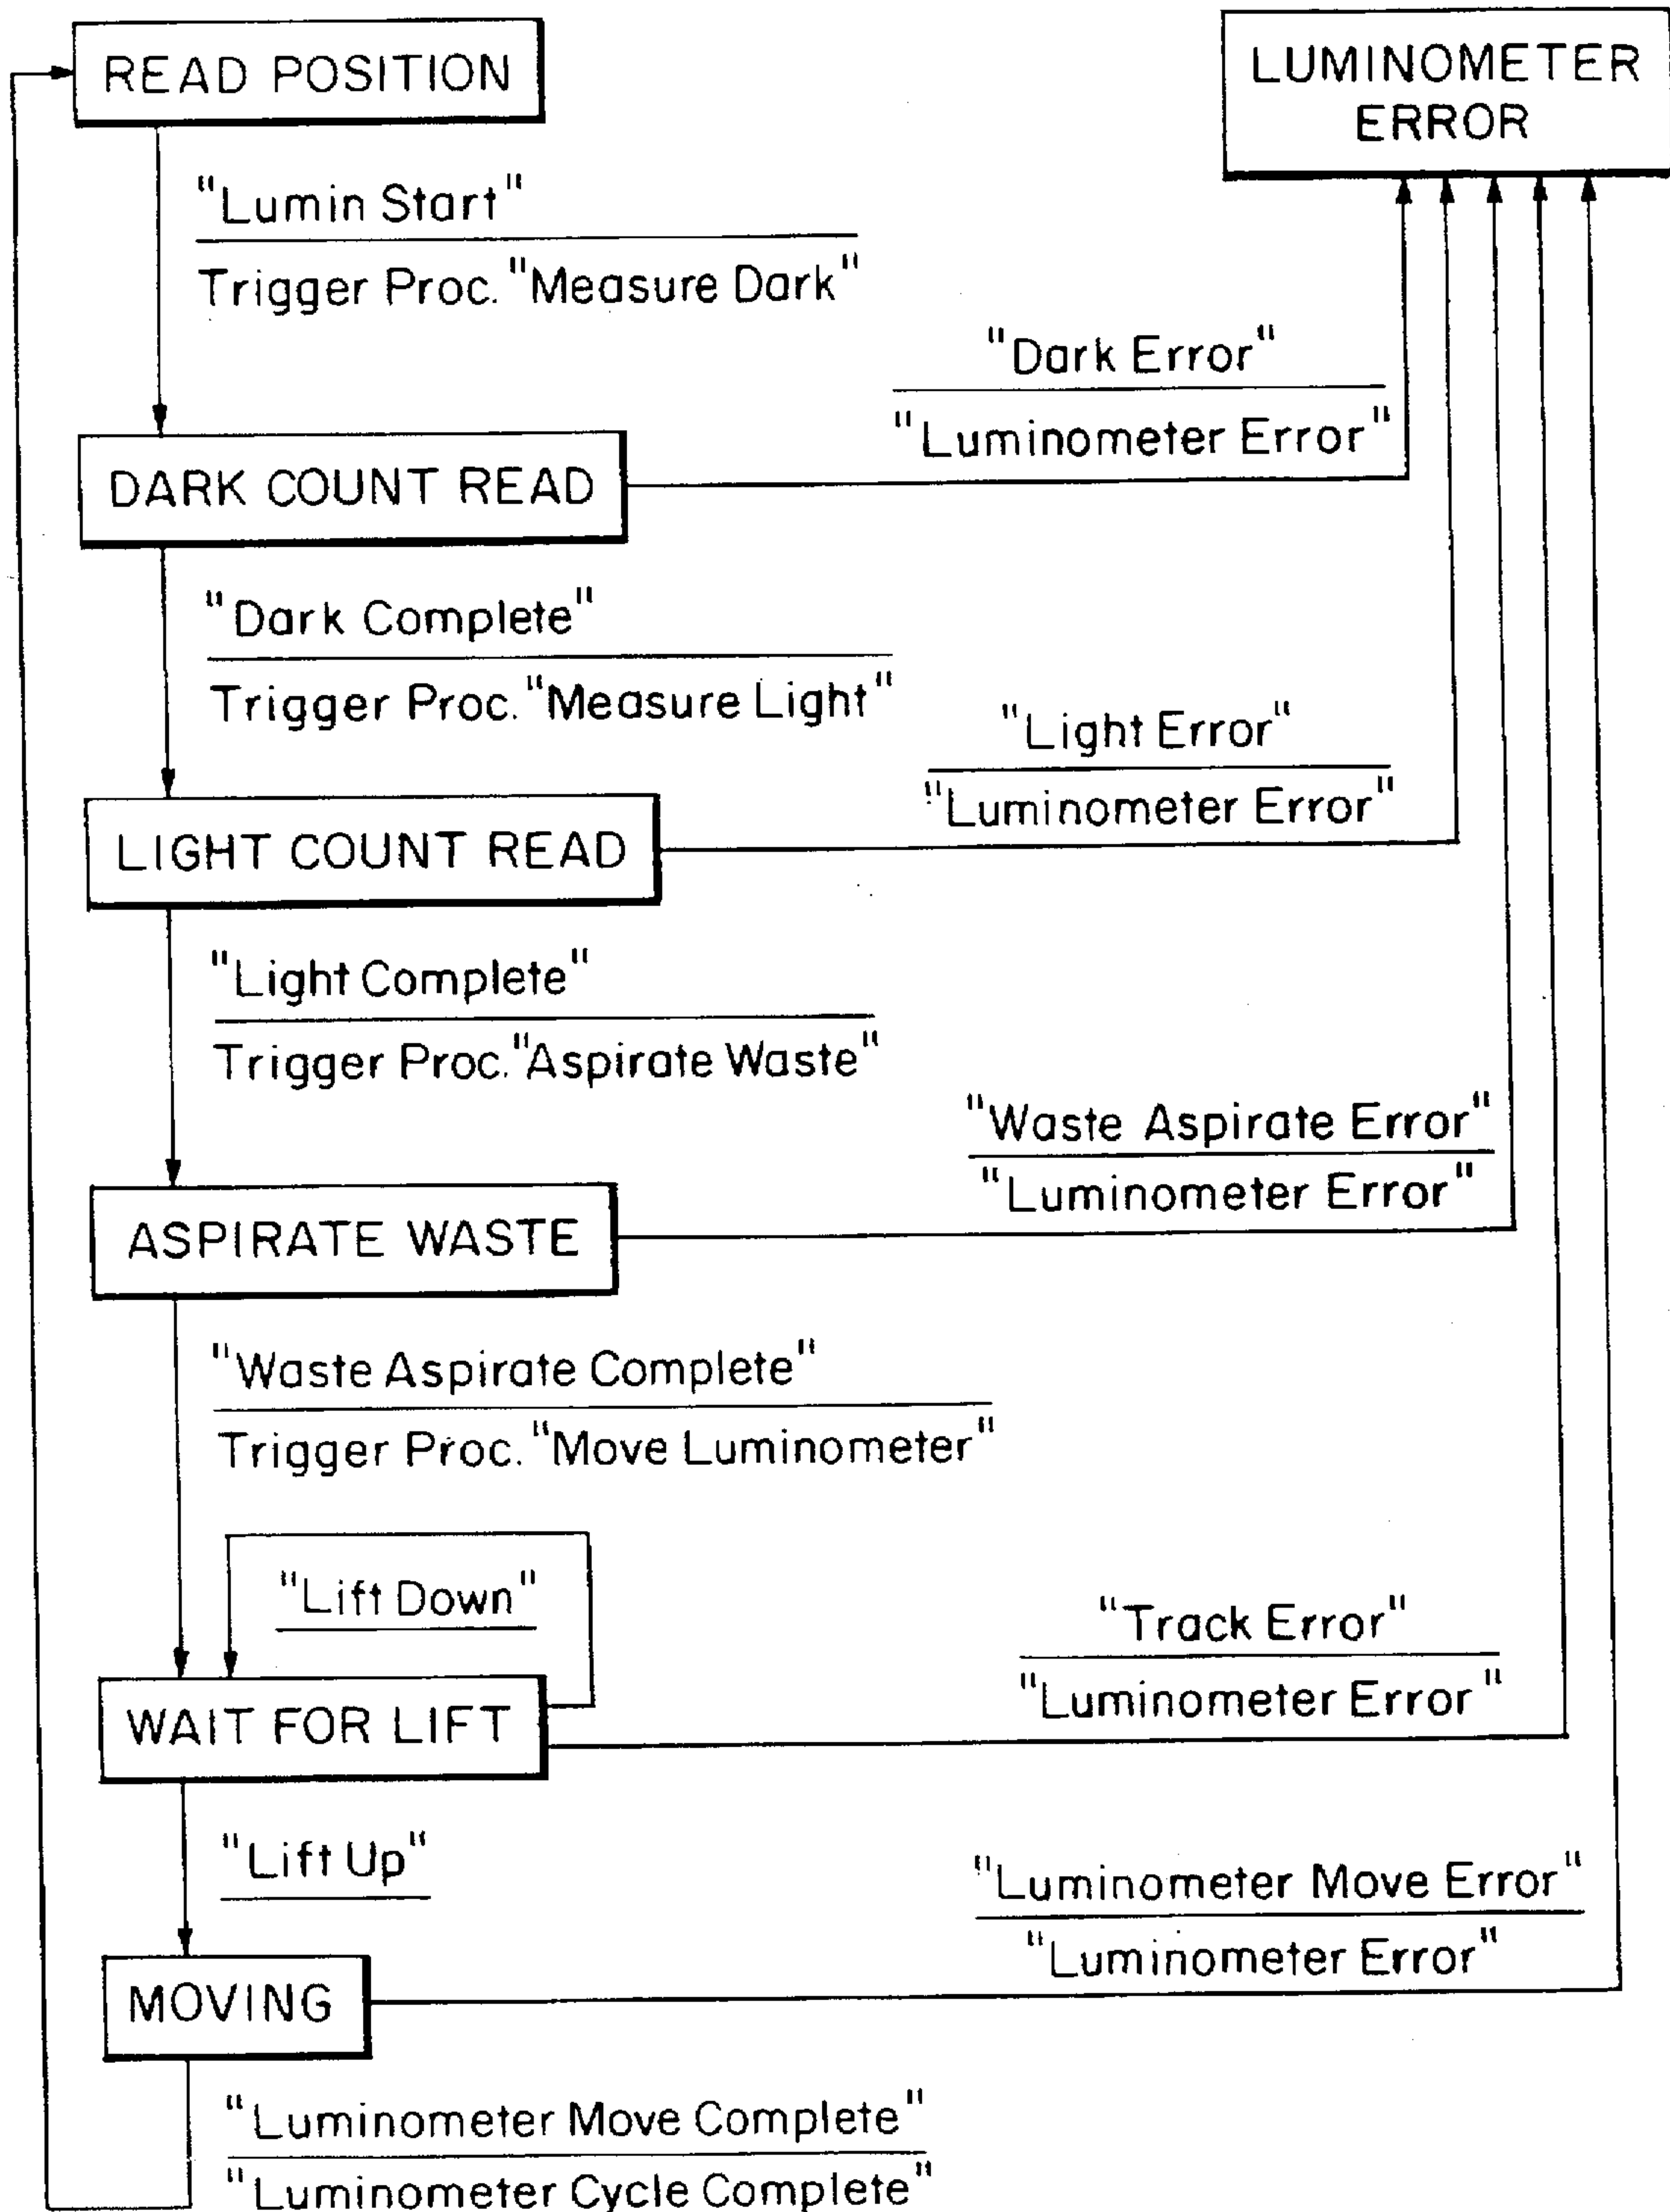 READ POSITION
LUMINOMETER
ERROR
"Lumin Start"
Trigger Proc. "Measure Dark"
"Dark Error"
"Luminometer Error"
DARK COUNT READ
"Dark Complete"
Trigger Proc. "Measure Light"
"Light Error"
"Luminometer Error"
LIGHT COUNT READ
"Light Complete"
Trigger Proc. "Aspirate Waste"
"Waste Aspirate Error"
"Luminometer Error"
ASPIRATE WASTE
"Waste Aspirate Complete"
Trigger Proc. "Move Luminometer"
"Lift Down"
"Track Error"
"Luminometer Error"
WAIT FOR LIFT
"Lift Up"
"Luminometer Move Error"
"Luminometer Error"
MOVING
"Luminometer Move Complete"
"Luminometer Cycle Complete"